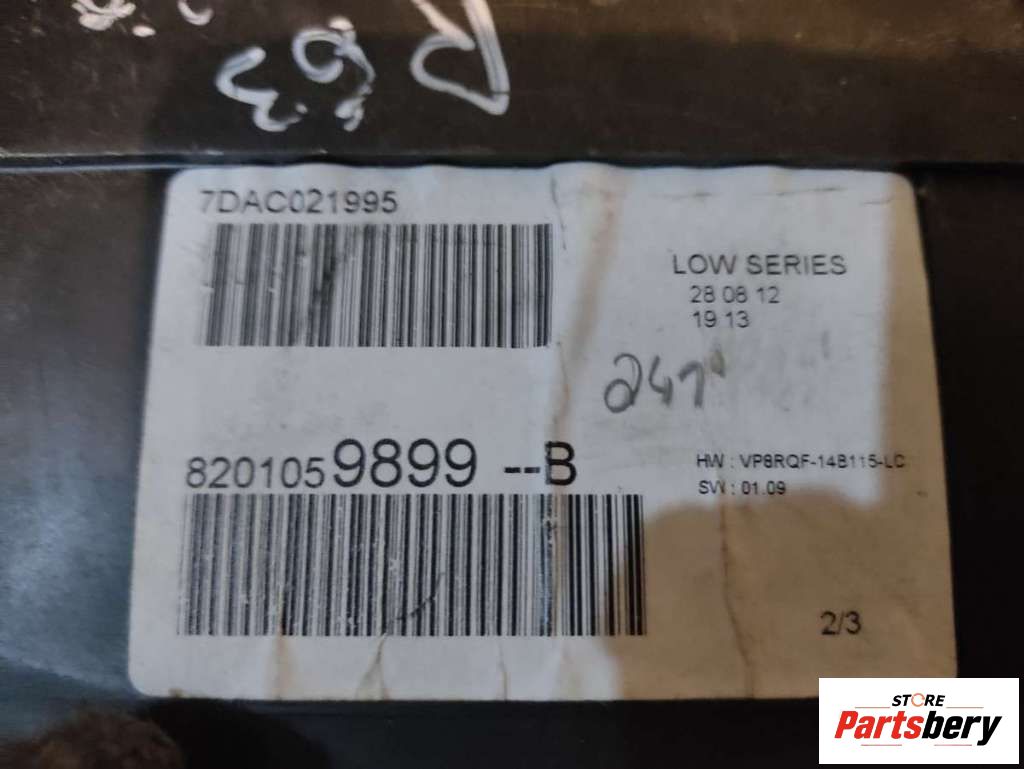 7DAC021995
LOW SERIES
28 08 12
19 13
241
8201059899 --B
HW : VP8RQF-14B115-LC
SW : 01.09
2/3
STORE
Partsbery